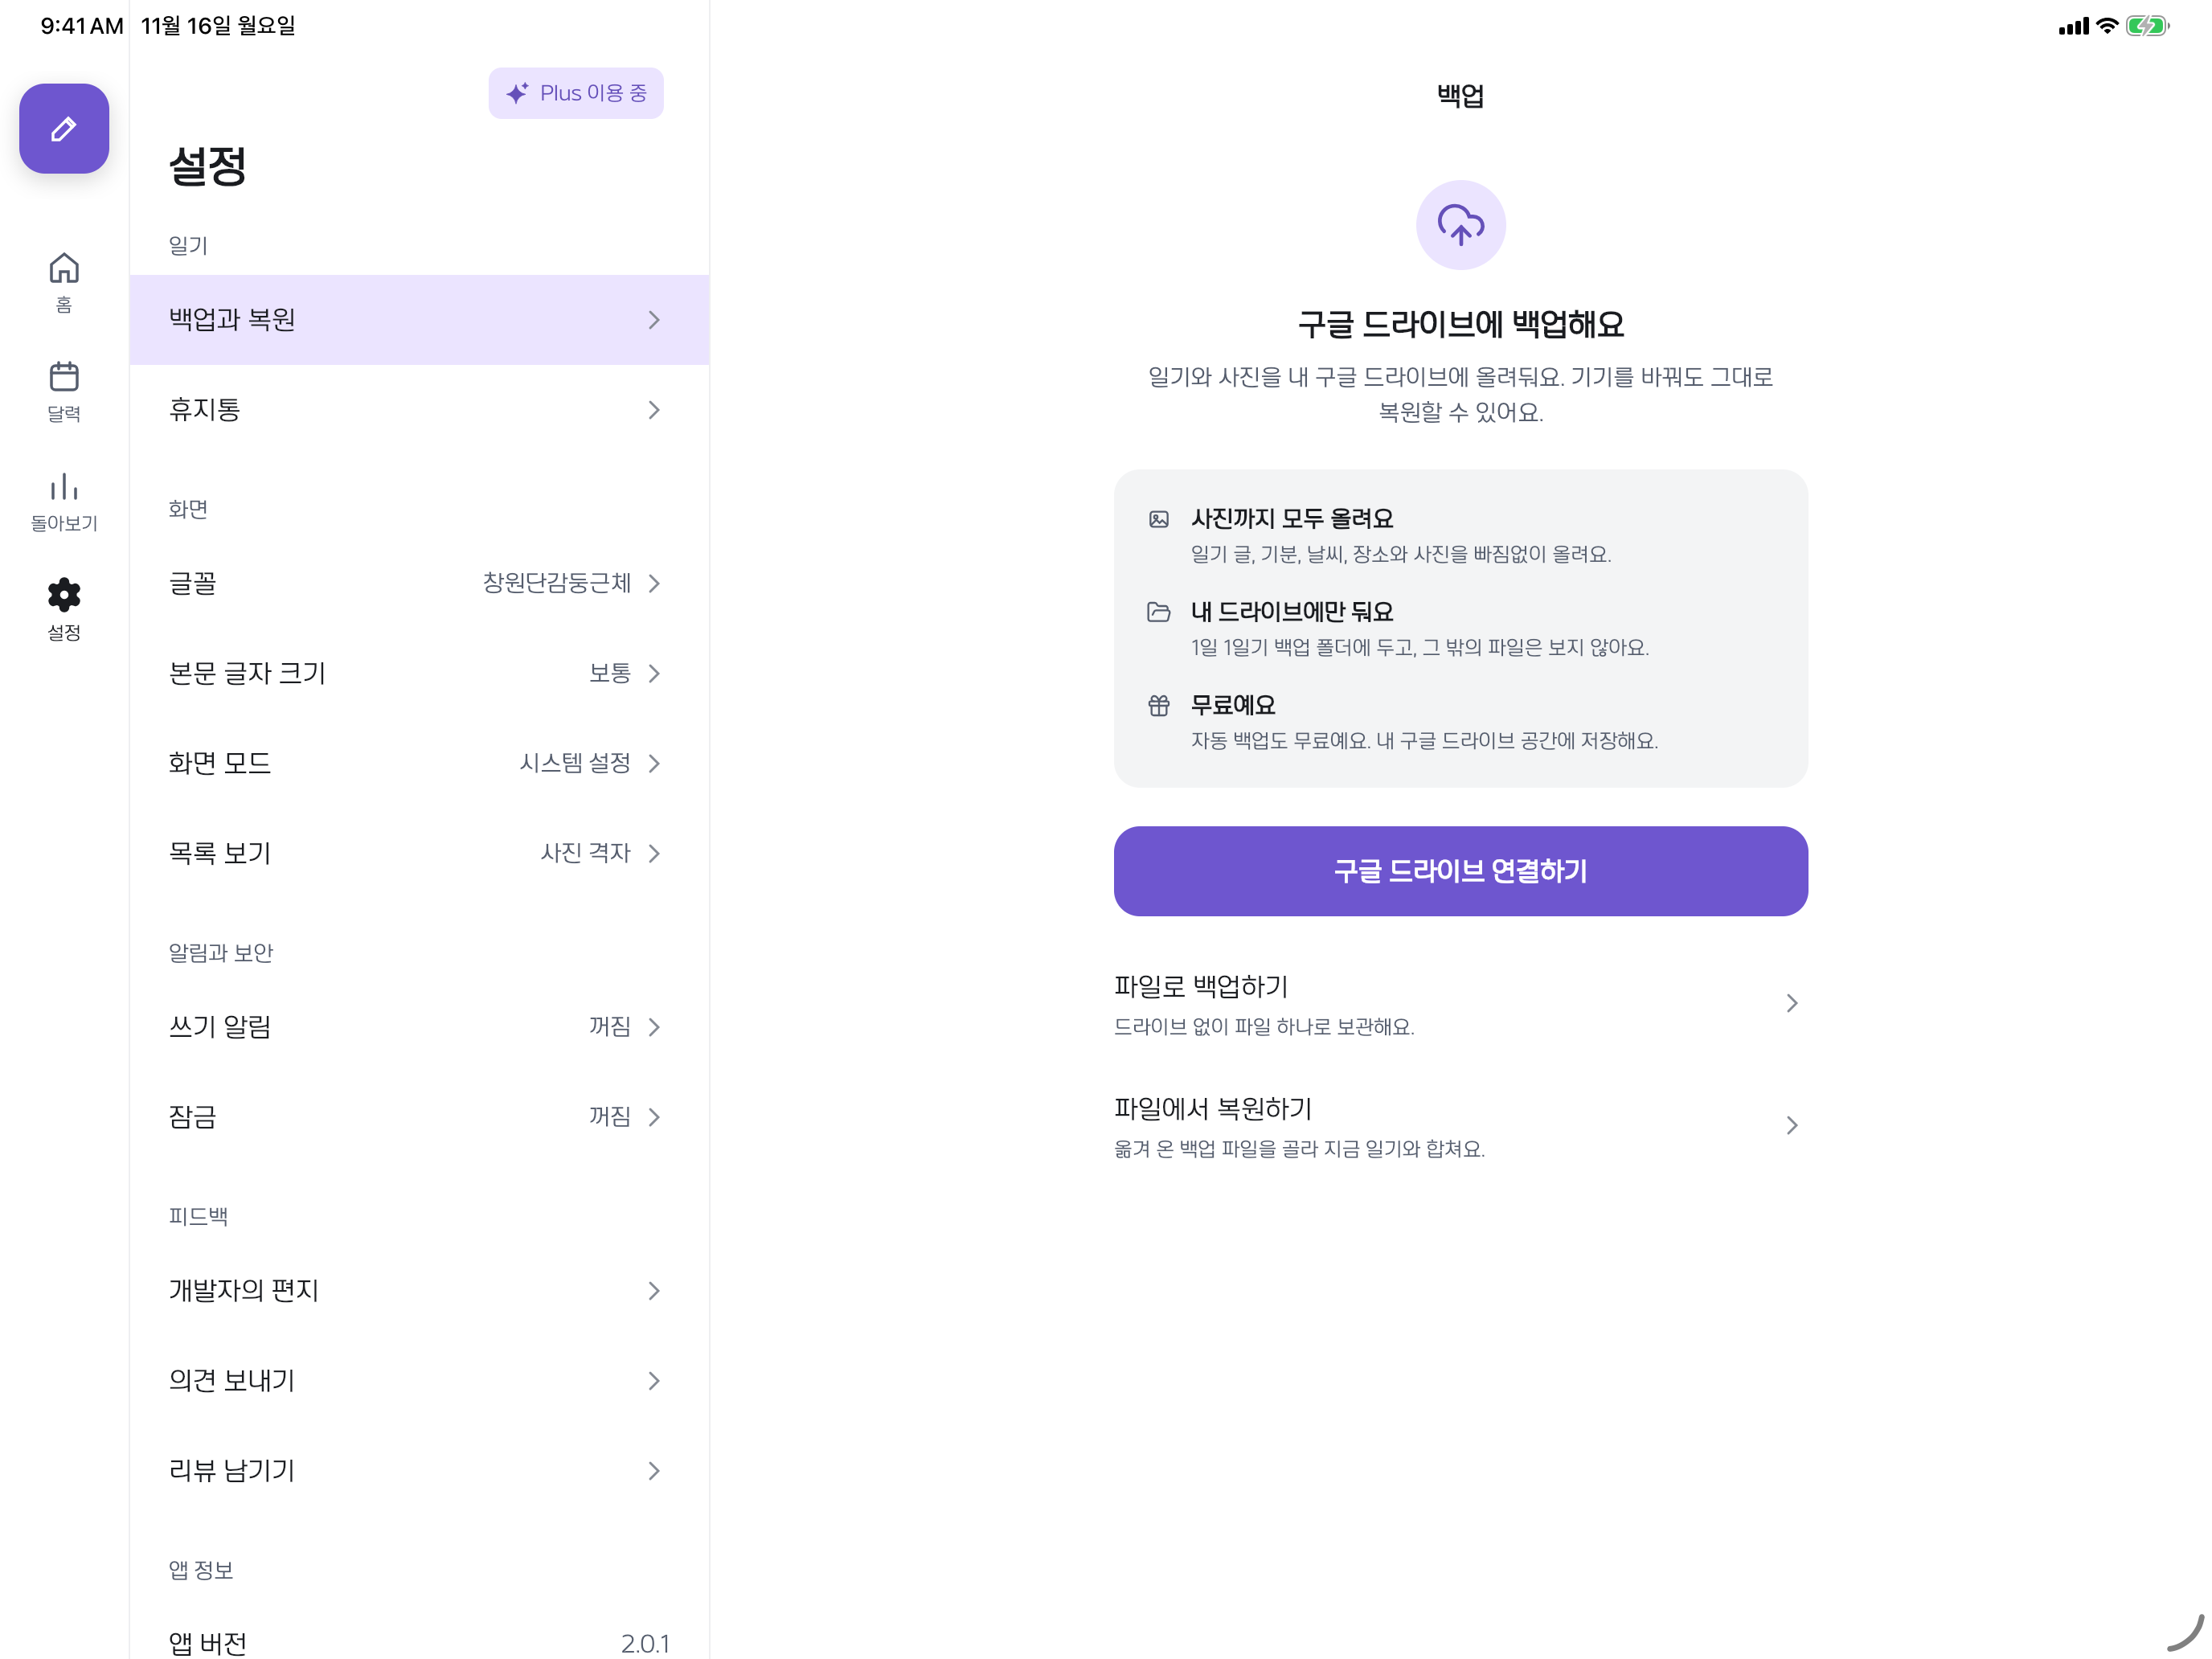 9:41 AM 11월 16일 월요일
홈
달력
돌아보기
설정
Plus 이용 중
설정
일기
백업과 복원
휴지통
화면
글꼴 창원단감둥근체
본문 글자 크기 보통
화면 모드 시스템 설정
목록 보기 사진 격자
알림과 보안
쓰기 알림 꺼짐
잠금 꺼짐
피드백
개발자의 편지
의견 보내기
리뷰 남기기
앱 정보
앱 버전 2.0.1
백업
구글 드라이브에 백업해요
일기와 사진을 내 구글 드라이브에 올려둬요. 기기를 바꿔도 그대로
복원할 수 있어요.
사진까지 모두 올려요
일기 글, 기분, 날씨, 장소와 사진을 빠짐없이 올려요.
내 드라이브에만 둬요
1일 1일기 백업 폴더에 두고, 그 밖의 파일은 보지 않아요.
무료예요
자동 백업도 무료예요. 내 구글 드라이브 공간에 저장해요.
구글 드라이브 연결하기
파일로 백업하기
드라이브 없이 파일 하나로 보관해요.
파일에서 복원하기
옮겨 온 백업 파일을 골라 지금 일기와 합쳐요.